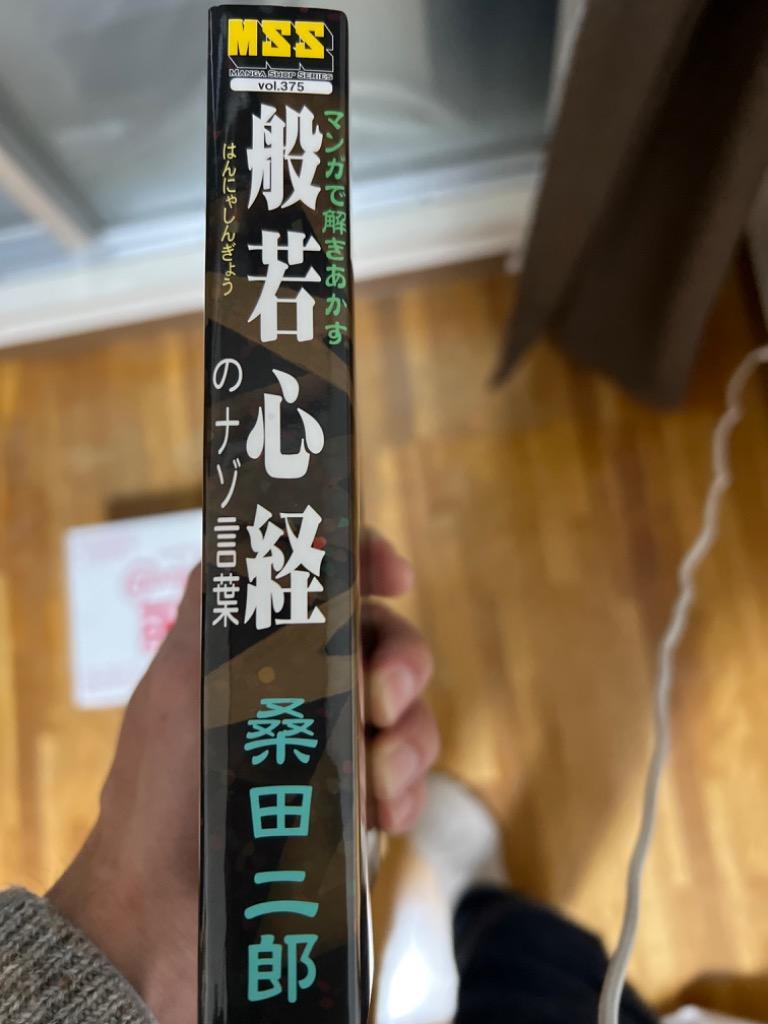 MSS
MANGA SHOP SERIES
vol.375
マンガで解きあかす
般若心経
はんにゃしんぎょう
のナゾ言葉
桑田二郎